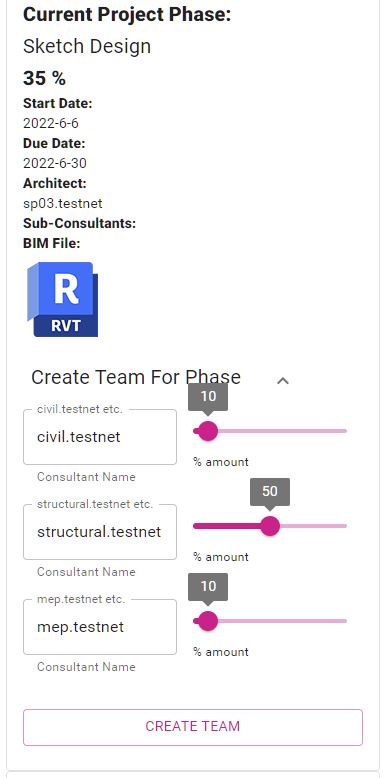 Current Project Phase:
Sketch Design
35 %
Start Date:
2022-6-6
Due Date:
2022-6-30
Architect:
sp03.testnet
Sub-Consultants:
BIM File:
R
RVT
Create Team For Phase
civil.testnet etc.
10
civil.testnet
Consultant Name
% amount
structural.testnet etc.
50
structural.testnet
Consultant Name
% amount
mep.testnet etc.
10
mep.testnet
Consultant Name
% amount
CREATE TEAM